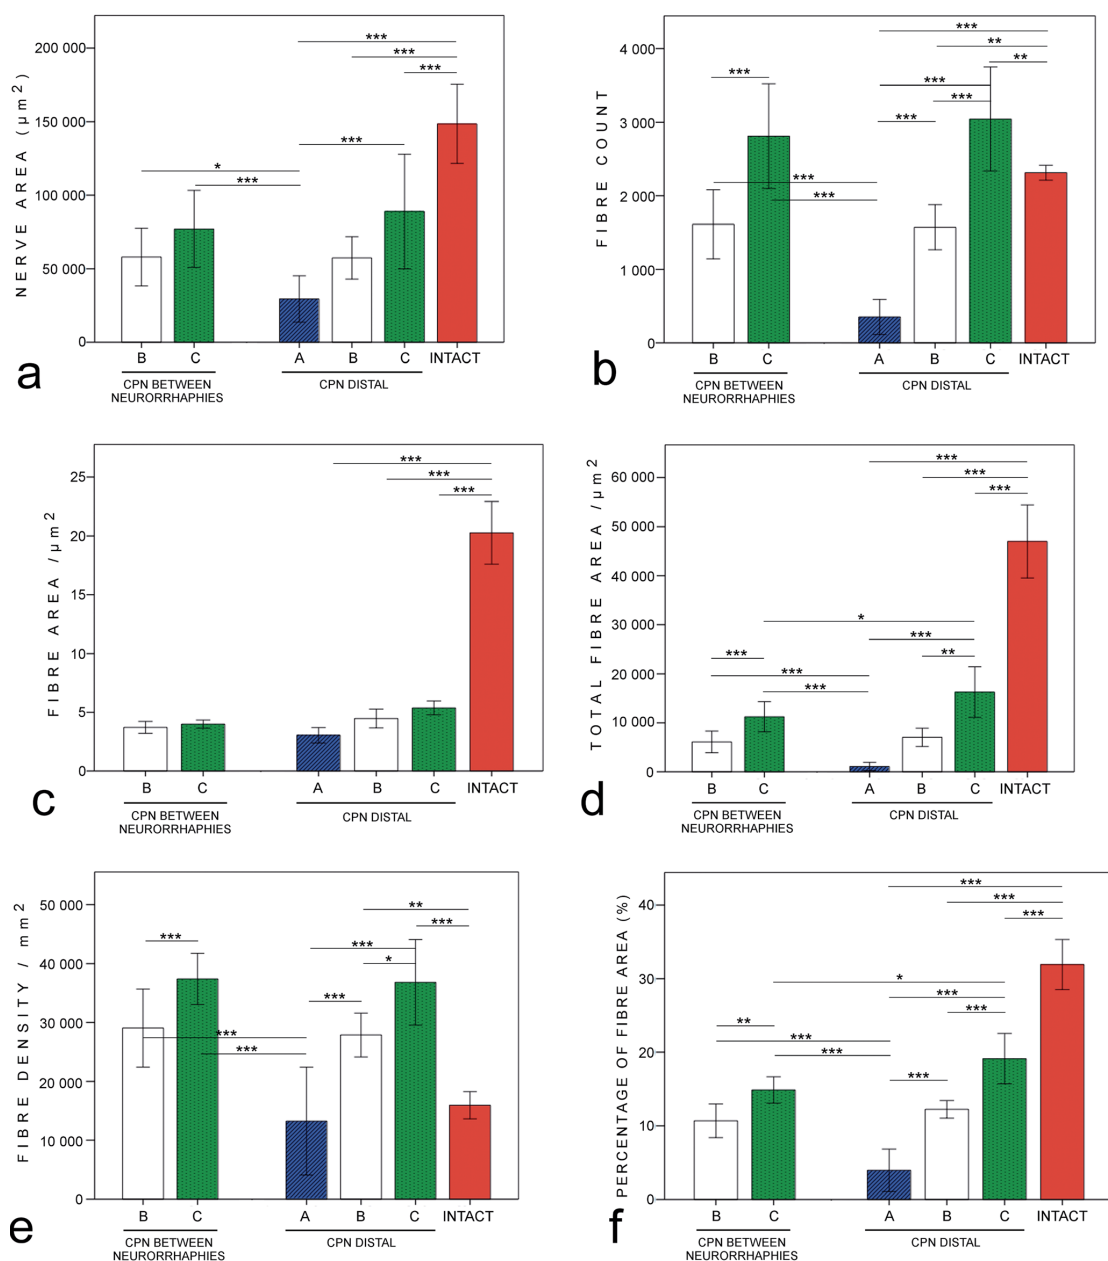 NERVE AREA (µm²)
200 000
150 000
100 000
50 000
0
***
***
***
***
*
***
B
C
A
B
C
INTACT
CPN BETWEEN
NEURORRHAPHIES
CPN DISTAL
a
FIBRE COUNT
4 000
3 000
2 000
1 000
0
***
**
**
***
***
***
***
***
***
B
C
A
B
C
INTACT
CPN BETWEEN
NEURORRHAPHIES
CPN DISTAL
b
FIBRE AREA /µm²
25
20
15
10
5
0
***
***
***
B
C
A
B
C
INTACT
CPN BETWEEN
NEURORRHAPHIES
CPN DISTAL
c
TOTAL FIBRE AREA /µm²
60 000
50 000
40 000
30 000
20 000
10 000
0
***
***
***
*
***
**
***
***
***
B
C
A
B
C
INTACT
CPN BETWEEN
NEURORRHAPHIES
CPN DISTAL
d
FIBRE DENSITY / mm²
50 000
40 000
30 000
20 000
10 000
0
**
***
***
***
*
***
***
***
B
C
A
B
C
INTACT
CPN BETWEEN
NEURORRHAPHIES
CPN DISTAL
e
PERCENTAGE OF FIBRE AREA (%)
40
30
20
10
0
***
***
***
*
***
***
**
***
***
***
B
C
A
B
C
INTACT
CPN BETWEEN
NEURORRHAPHIES
CPN DISTAL
f